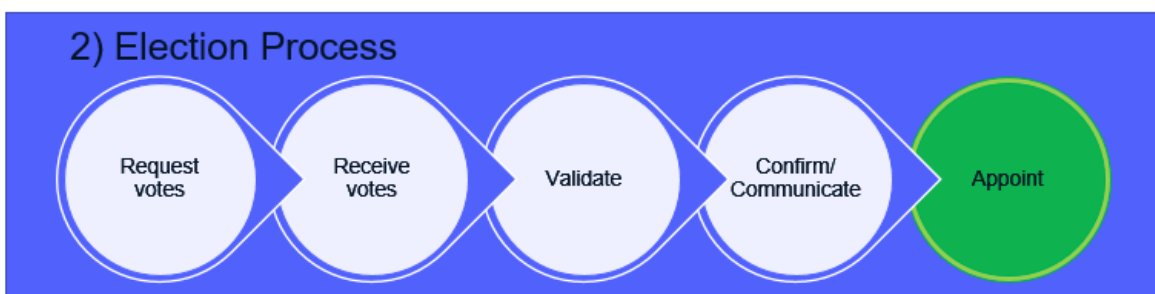 2) Election Process
Request
votes
Receive
votes
Validate
Confirm/
Communicate
Appoint